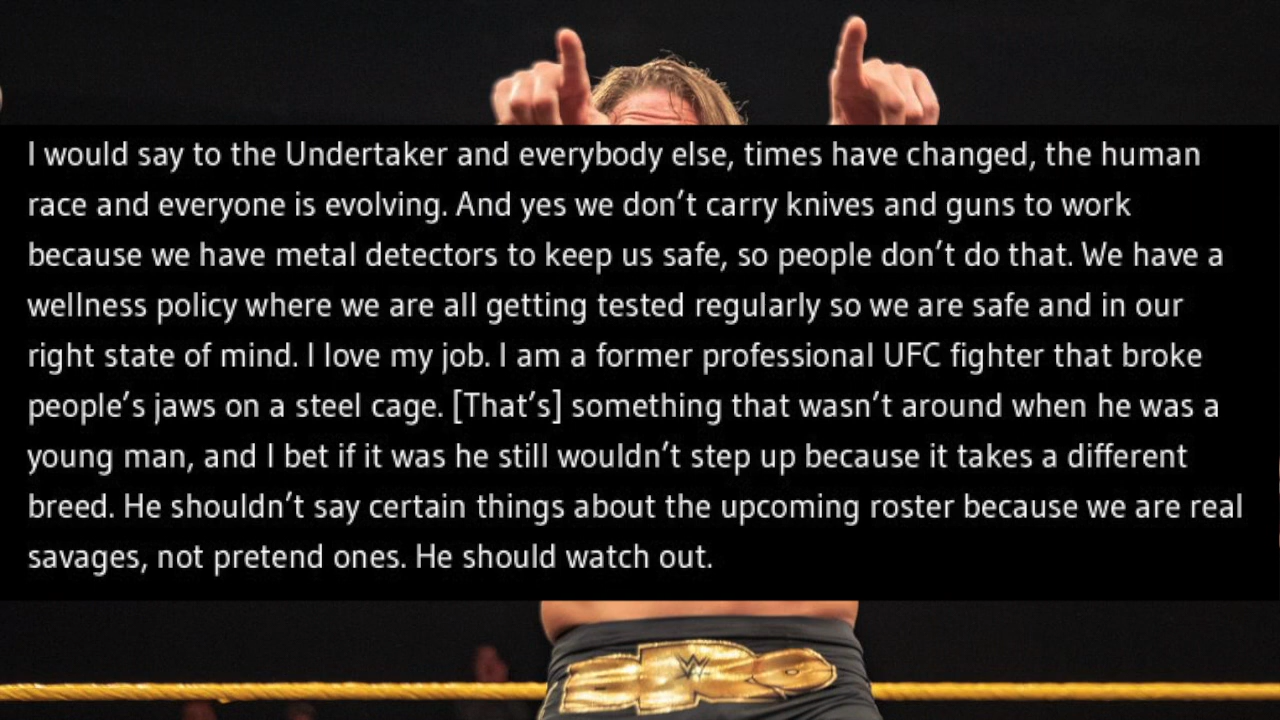 I would say to the Undertaker and everybody else, times have changed, the human
race and everyone is evolving. And yes we don’t carry knives and guns to work
because we have metal detectors to keep us safe, so people don’t do that. We have a
wellness policy where we are all getting tested regularly so we are safe and in our
right state of mind. I love my job. I am a former professional UFC fighter that broke
people’s jaws on a steel cage. [That’s] something that wasn’t around when he was a
young man, and I bet if it was he still wouldn’t step up because it takes a different
breed. He shouldn’t say certain things about the upcoming roster because we are real
savages, not pretend ones. He should watch out.